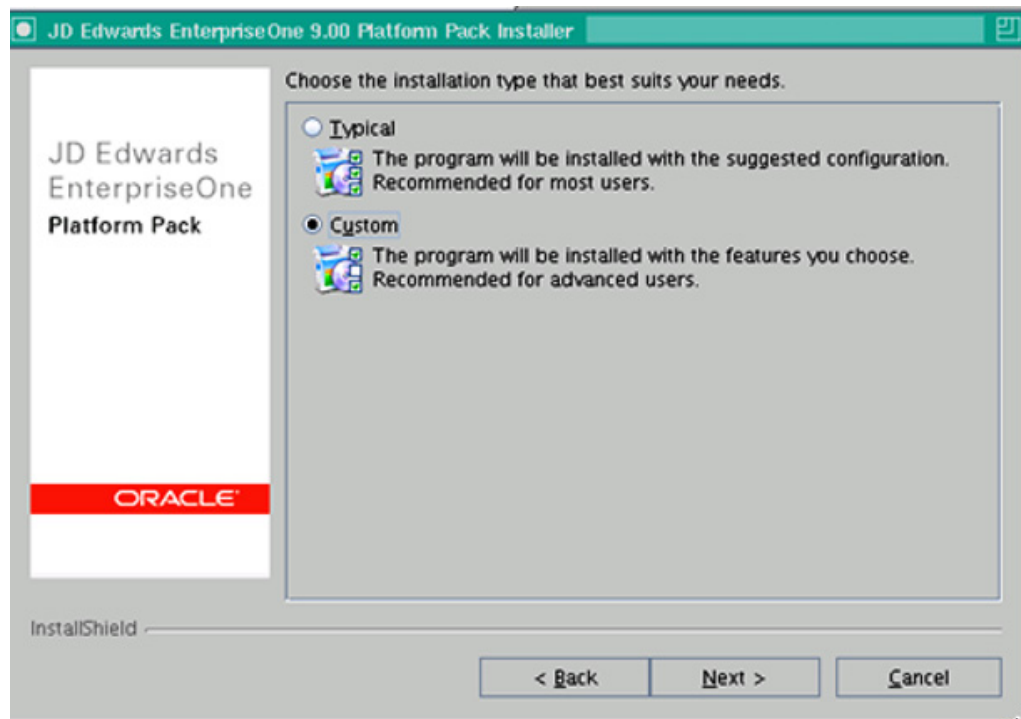 JD Edwards EnterpriseOne 9.00 Platform Pack Installer
JD Edwards
EnterpriseOne
Platform Pack
ORACLE
Choose the installation type that best suits your needs.
Typical
The program will be installed with the suggested configuration.
Recommended for most users.
Custom
The program will be installed with the features you choose.
Recommended for advanced users.
InstallShield
< Back
Next >
Cancel